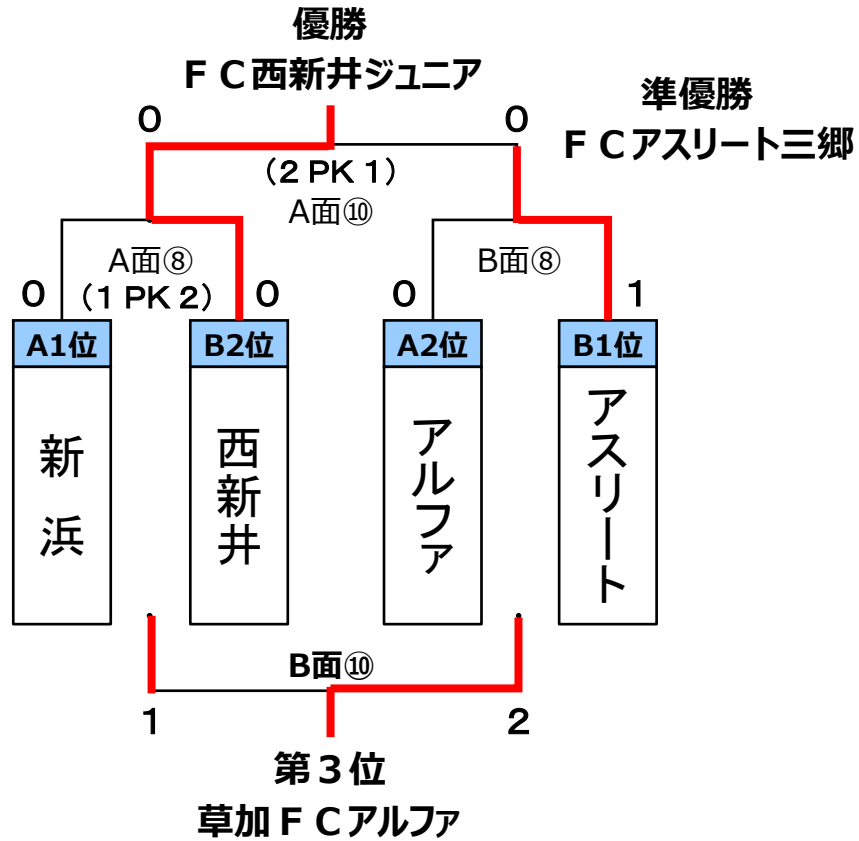 優勝
ＦＣ西新井ジュニア
準優勝
ＦＣアスリート三郷
0
0
(2 PK 1)
A面⑩
A面⑧
B面⑧
0
(1 PK 2)
0
0
1
A1位
B2位
A2位
B1位
新浜
西新井
アルファ
アスリート
B面⑩
1
2
第３位
草加ＦＣアルファ